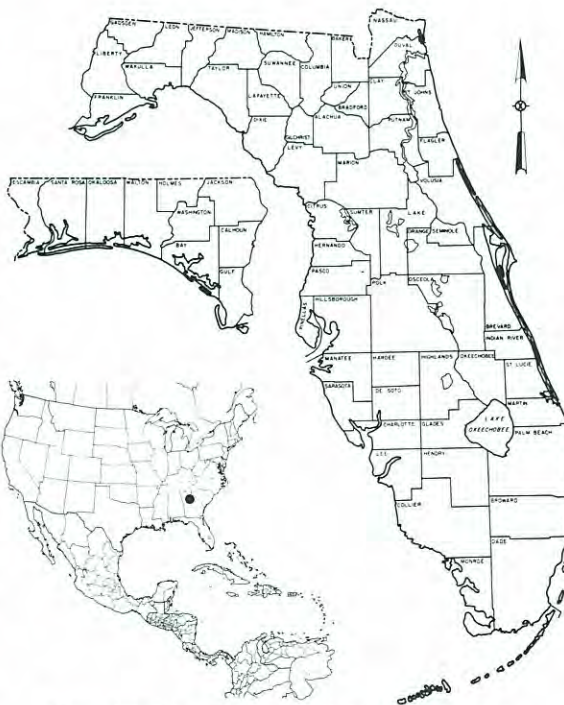 NASSAU
GADSDEN
LEON
JEFFERSON
MADISON
HAMILTON
BAKER
DUVAL
LIBERTY
WAKULLA
TAYLOR
SUWANNEE
COLUMBIA
UNION
CLAY
ST JOHNS
FRANKLIN
LAFAYETTE
BRADFORD
DIXIE
GILCHRIST
ALACHUA
PUTNAM
FLAGLER
LEVY
MARION
VOLUSIA
ESCAMBIA
SANTA ROSA
OKALOOSA
WALTON
HOLMES
JACKSON
WASHINGTON
BAY
CALHOUN
GULF
CITRUS
SUMTER
LAKE
ORANGE
SEMINOLE
HERNANDO
PASCO
POLK
OSCEOLA
HILLSBOROUGH
PINELLAS
BREVARD
INDIAN RIVER
MANATEE
HARDEE
HIGHLANDS
OKEECHOBEE
ST LUCIE
SARASOTA
DE SOTO
MARTIN
CHARLOTTE
GLADES
LAKE
OKEECHOBEE
PALM BEACH
LEE
HENDRY
COLLIER
BROWARD
DADE
MONROE